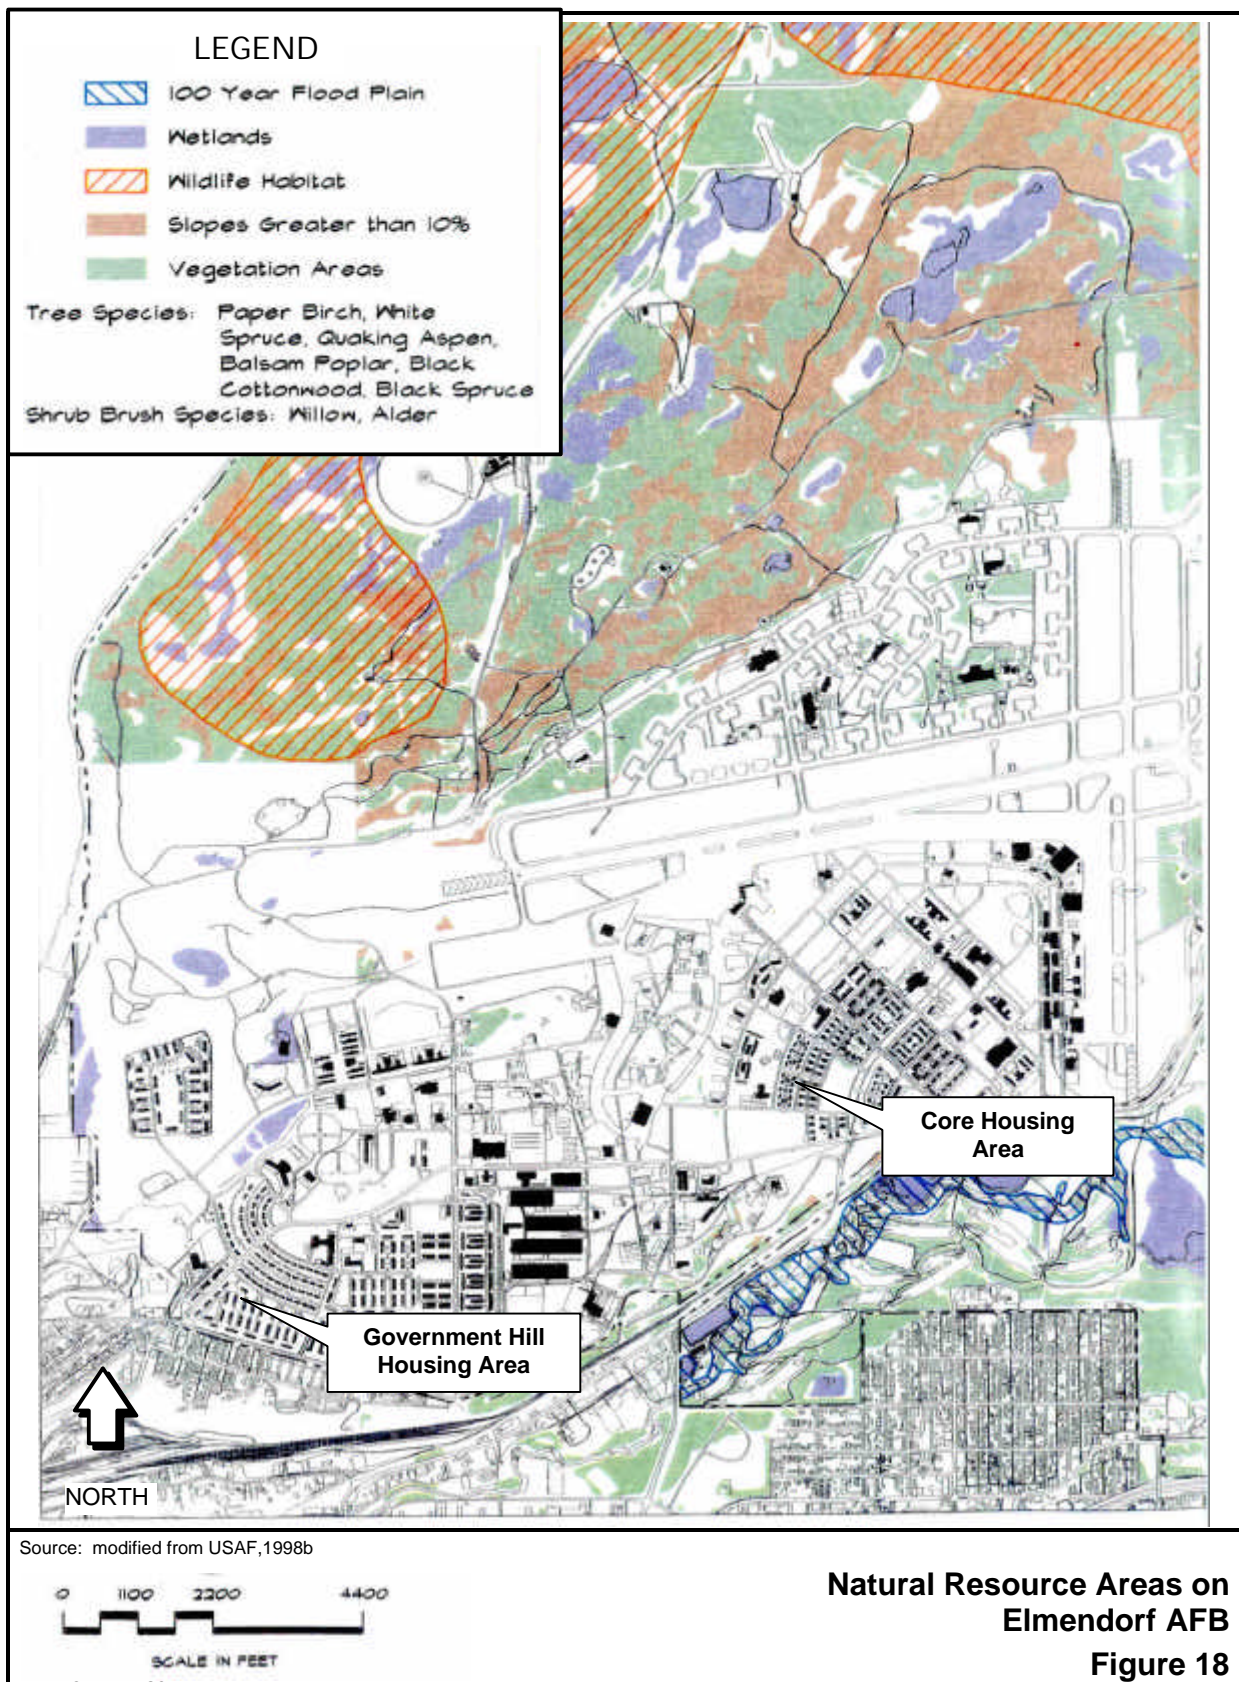 LEGEND
100 Year Flood Plain
Wetlands
Wildlife Habitat
Slopes Greater than 10%
Vegetation Areas
Tree Species: Paper Birch, White
Spruce, Quaking Aspen,
Balsam Poplar, Black
Cottonwood, Black Spruce
Shrub Brush Species: Willow, Alder
Core Housing
Area
Government Hill
Housing Area
NORTH
Source: modified from USAF,1998b
0 1100 2200 4400
SCALE IN FEET
Natural Resource Areas on
Elmendorf AFB
Figure 18